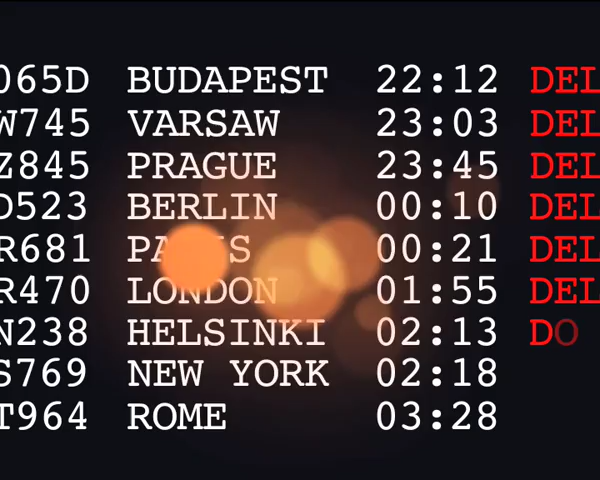 065D BUDAPEST 22:12 DEL
W745 VARSAW 23:03 DEL
Z845 PRAGUE 23:45 DEL
D523 BERLIN 00:10 DEL
R681 PARIS 00:21 DEL
R470 LONDON 01:55 DEL
N238 HELSINKI 02:13 DO
S769 NEW YORK 02:18
T964 ROME 03:28